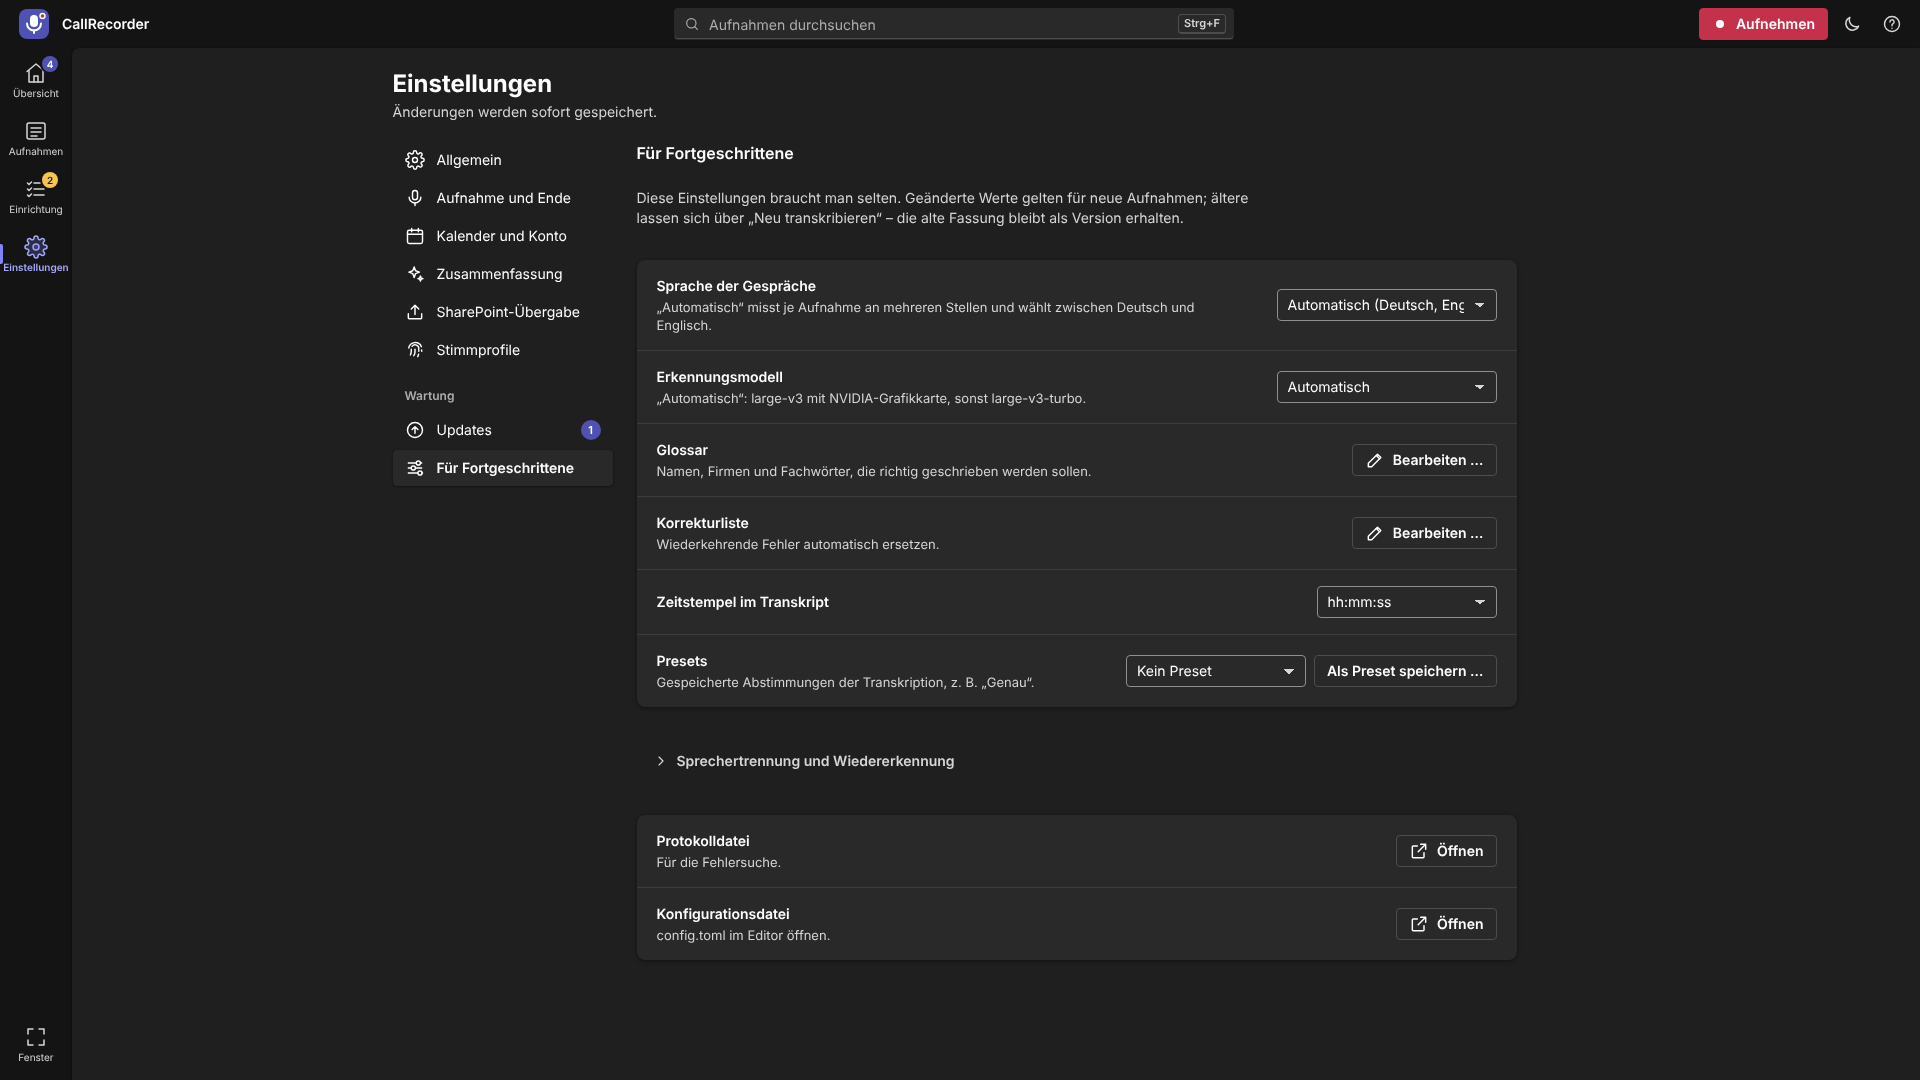 CallRecorder
Aufnahmen durchsuchen
Strg+F
Aufnehmen
4
Übersicht
Aufnahmen
2
Einrichtung
Einstellungen
Fenster
Einstellungen
Änderungen werden sofort gespeichert.
Allgemein
Aufnahme und Ende
Kalender und Konto
Zusammenfassung
SharePoint-Übergabe
Stimmprofile
Wartung
Updates
1
Für Fortgeschrittene
Für Fortgeschrittene
Diese Einstellungen braucht man selten. Geänderte Werte gelten für neue Aufnahmen; ältere
lassen sich über „Neu transkribieren“ – die alte Fassung bleibt als Version erhalten.
Sprache der Gespräche
„Automatisch“ misst je Aufnahme an mehreren Stellen und wählt zwischen Deutsch und
Englisch.
Automatisch (Deutsch, Eng
Erkennungsmodell
„Automatisch“: large-v3 mit NVIDIA-Grafikkarte, sonst large-v3-turbo.
Automatisch
Glossar
Namen, Firmen und Fachwörter, die richtig geschrieben werden sollen.
Bearbeiten ...
Korrekturliste
Wiederkehrende Fehler automatisch ersetzen.
Bearbeiten ...
Zeitstempel im Transkript
hh:mm:ss
Presets
Gespeicherte Abstimmungen der Transkription, z. B. „Genau“.
Kein Preset
Als Preset speichern ...
Sprechertrennung und Wiedererkennung
Protokolldatei
Für die Fehlersuche.
Öffnen
Konfigurationsdatei
config.toml im Editor öffnen.
Öffnen